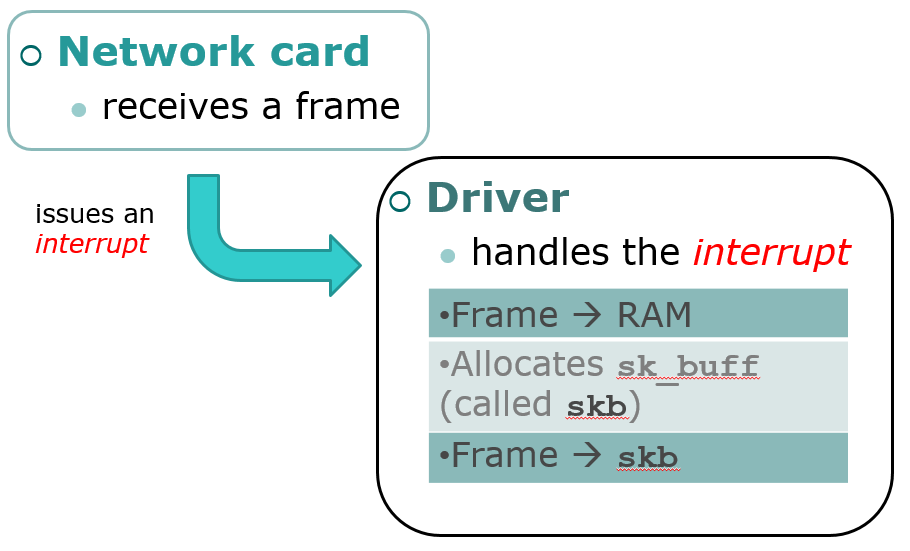 Network card
receives a frame
issues an
interrupt
Driver
handles the interrupt
•Frame → RAM
•Allocates sk_buff
(called skb)
•Frame → skb